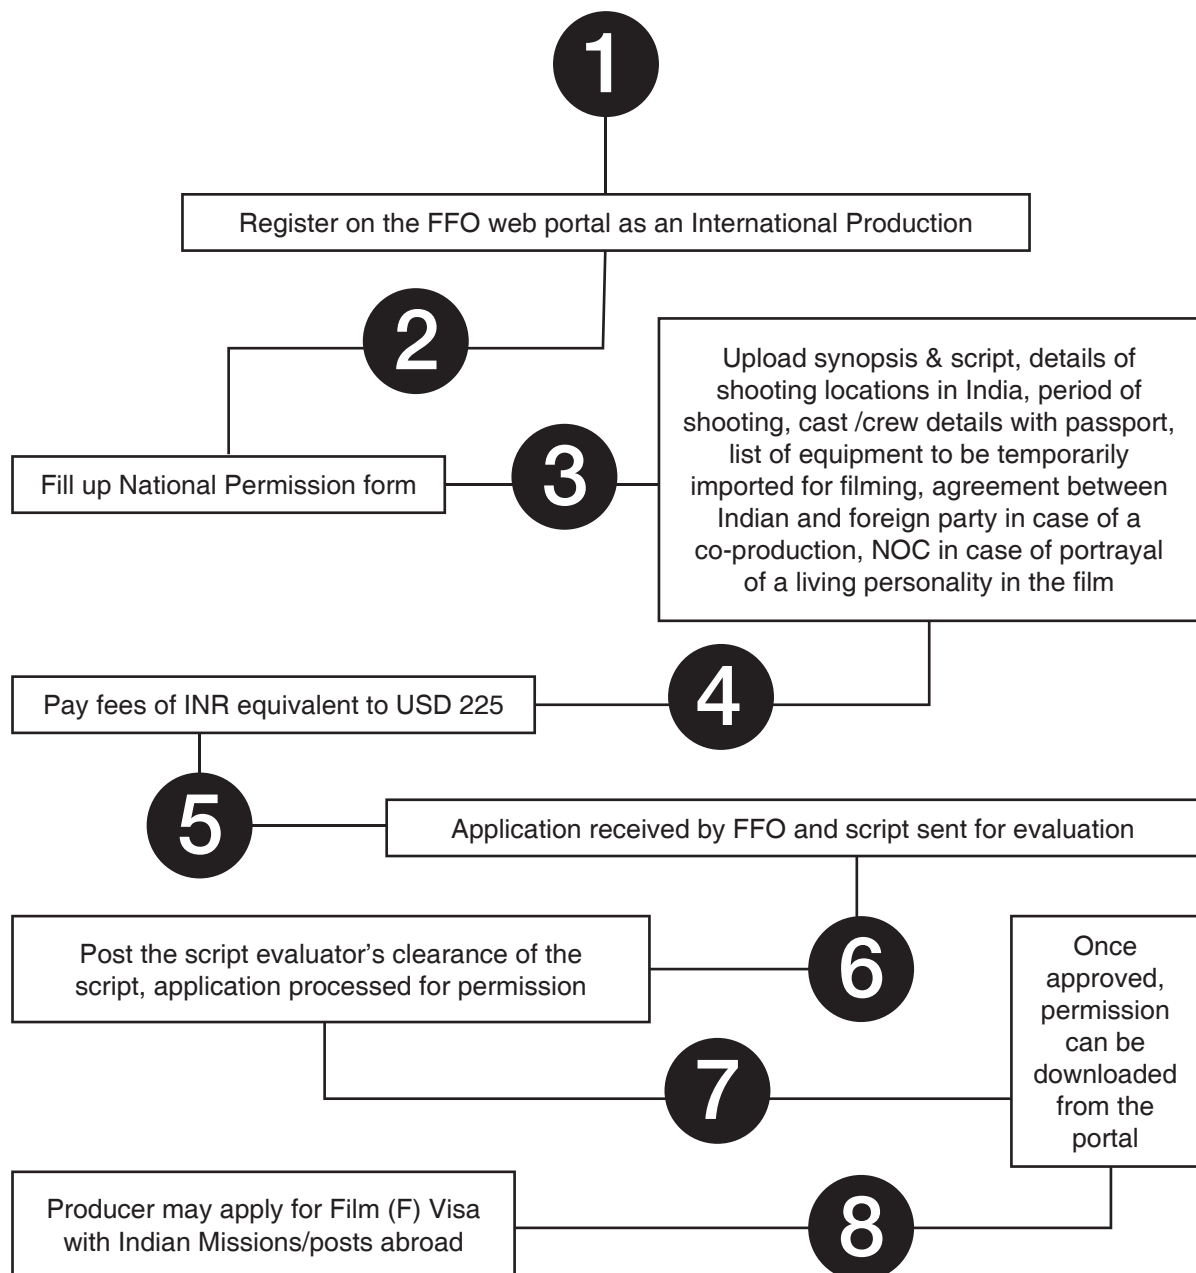 1
Register on the FFO web portal as an International Production
2
Fill up National Permission form
3
Upload synopsis & script, details of
shooting locations in India, period of
shooting, cast /crew details with passport,
list of equipment to be temporarily
imported for filming, agreement between
Indian and foreign party in case of a
co-production, NOC in case of portrayal
of a living personality in the film
4
Pay fees of INR equivalent to USD 225
5
Application received by FFO and script sent for evaluation
6
Post the script evaluator’s clearance of the
script, application processed for permission
7
Once
approved,
permission
can be
downloaded
from the
portal
8
Producer may apply for Film (F) Visa
with Indian Missions/posts abroad